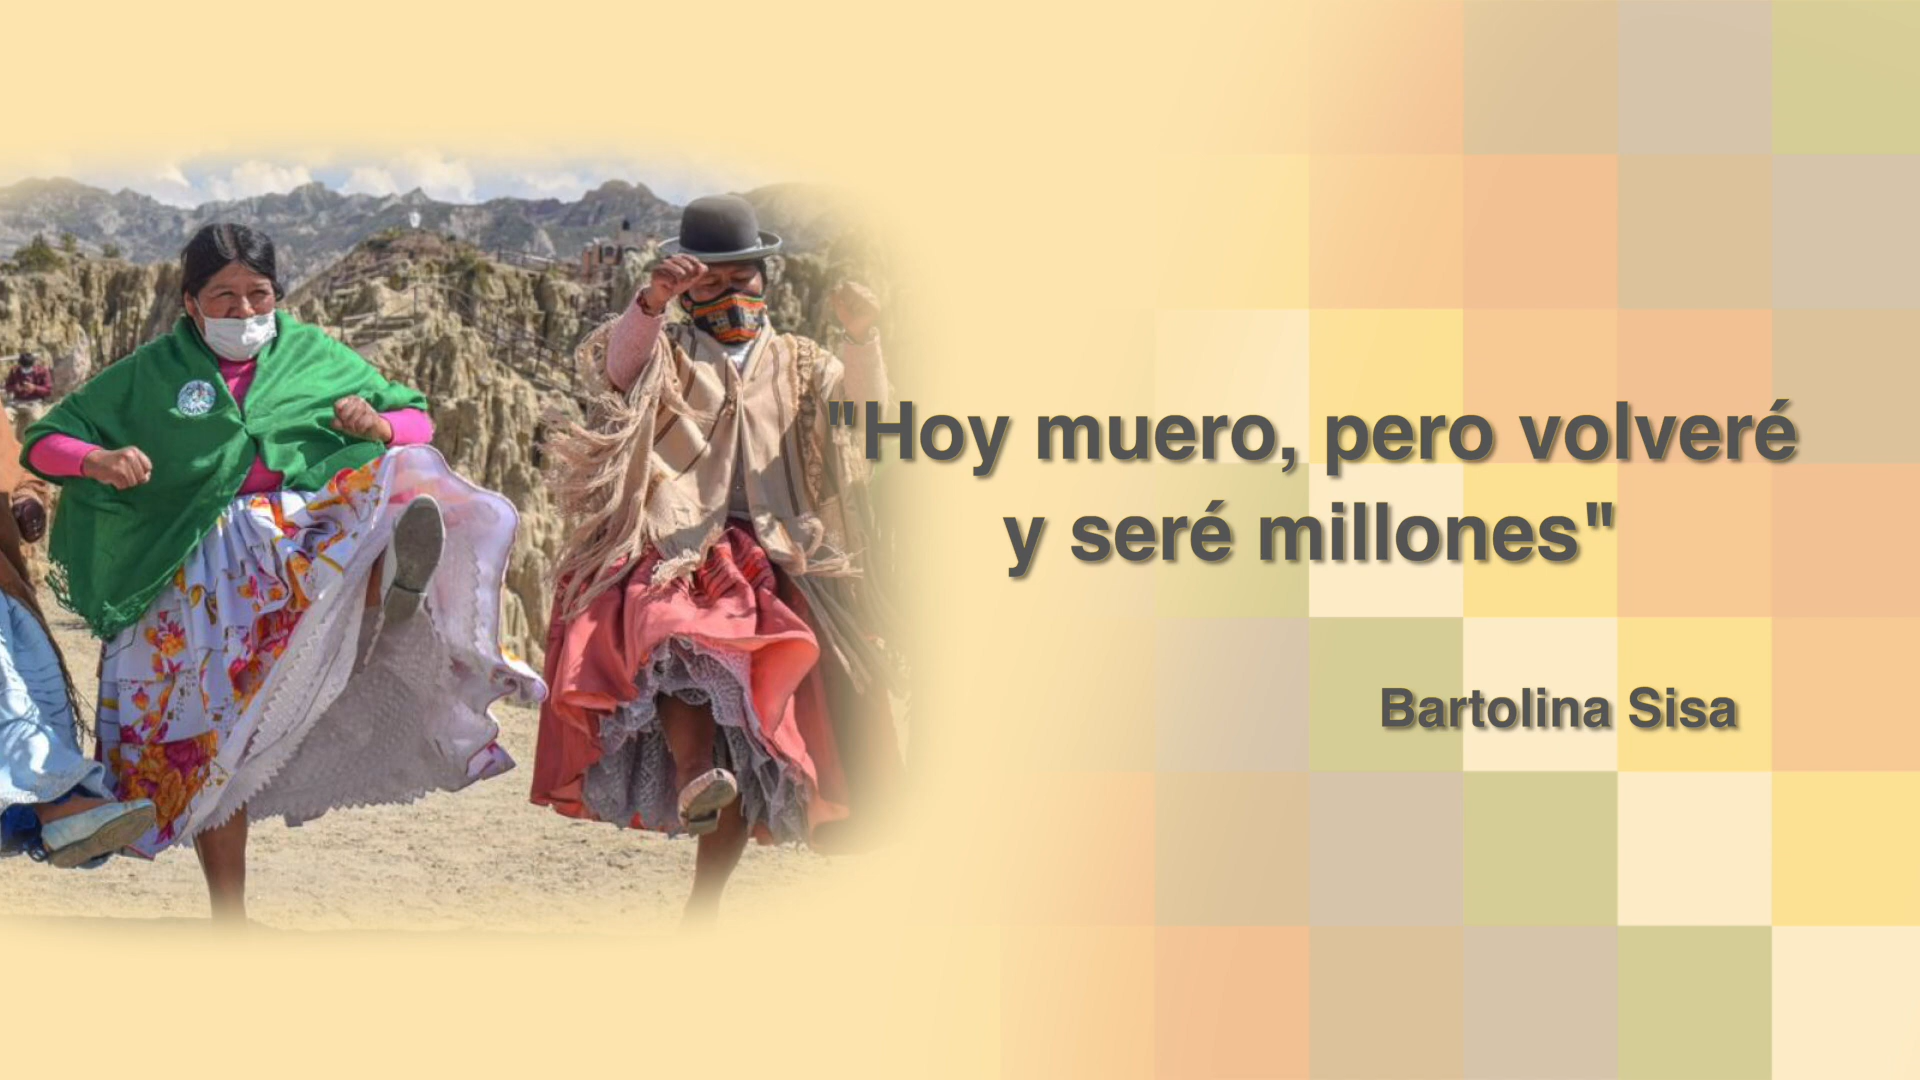 "Hoy muero, pero volveré
y seré millones"
Bartolina Sisa